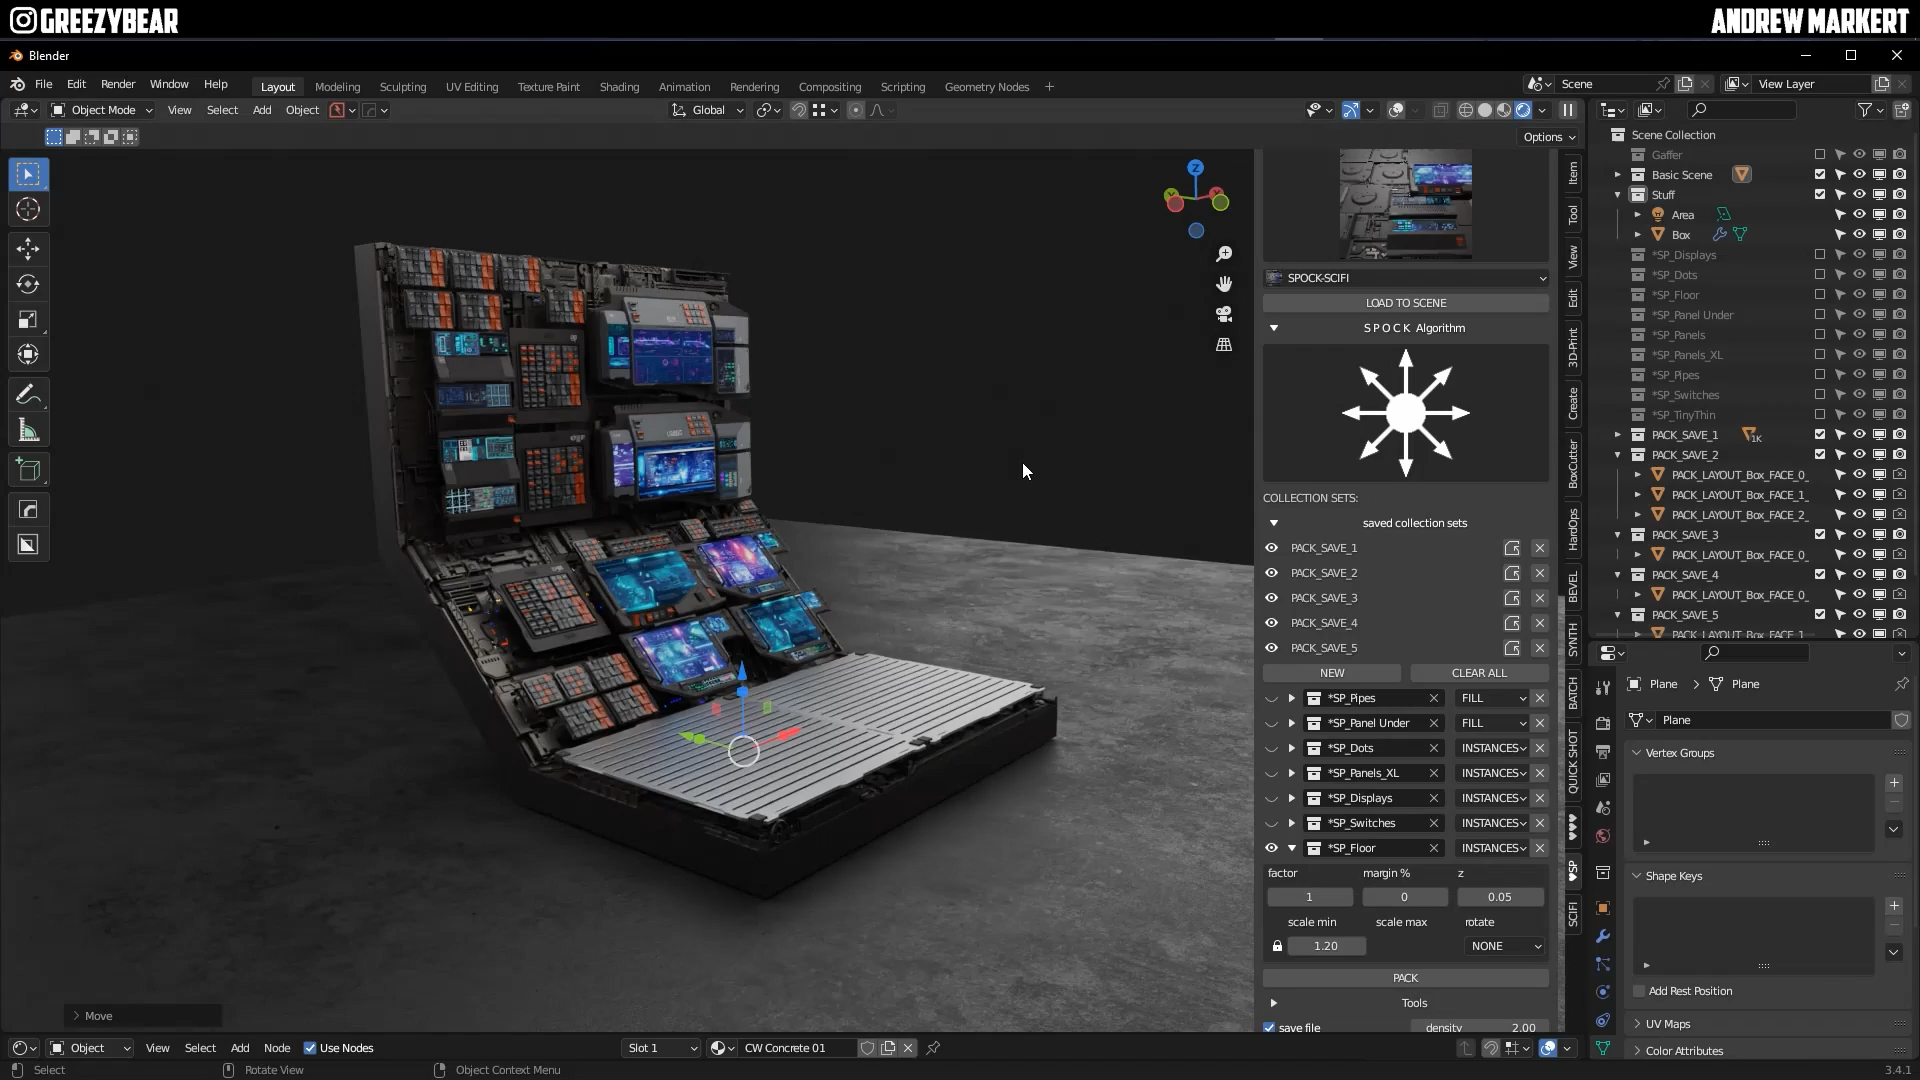 GREEZYBEAR
ANDREW MARKERT
Blender
File Edit Render Window Help Layout Modeling Sculpting UV Editing Texture Paint Shading Animation Rendering Compositing Scripting Geometry Nodes + Scene View Layer
Object Mode View Select Add Object Global
Options
Scene Collection
Gaffer
Basic Scene
Stuff
Area
Box
*SP_Displays
*SP_Dots
*SP_Floor
*SP_Panel Under
*SP_Panels
*SP_Panels_XL
*SP_Pipes
*SP_Switches
*SP_TinyThin
PACK_SAVE_1 1K
PACK_SAVE_2
PACK_LAYOUT_Box_FACE_0_
PACK_LAYOUT_Box_FACE_1_
PACK_LAYOUT_Box_FACE_2_
PACK_SAVE_3
PACK_LAYOUT_Box_FACE_0_
PACK_SAVE_4
PACK_LAYOUT_Box_FACE_0_
PACK_SAVE_5
PACK_LAYOUT_Box_FACE_1_
Z
Y
SPOCK-SCIFI
LOAD TO SCENE
S P O C K Algorithm
COLLECTION SETS:
saved collection sets
PACK_SAVE_1
PACK_SAVE_2
PACK_SAVE_3
PACK_SAVE_4
PACK_SAVE_5
NEW CLEAR ALL
*SP_Pipes FILL
*SP_Panel Under FILL
*SP_Dots INSTANCES
*SP_Panels_XL INSTANCES
*SP_Displays INSTANCES
*SP_Switches INSTANCES
*SP_Floor INSTANCES
factor margin % z
1 0 0.05
scale min scale max rotate
1.20 NONE
PACK
Tools
save file density 2.00
Item
Tool
View
Edit
3D-Print
Create
BoxCutter
HardOps
BEVEL
SYNTH
BATCH
QUICK SHOT
♥♥♥
♥SP
SCIFI
Plane > Plane
Plane
Vertex Groups
Shape Keys
Add Rest Position
UV Maps
Color Attributes
> Move
Object View Select Add Node Use Nodes Slot 1 CW Concrete 01
Select Rotate View Object Context Menu 3.4.1